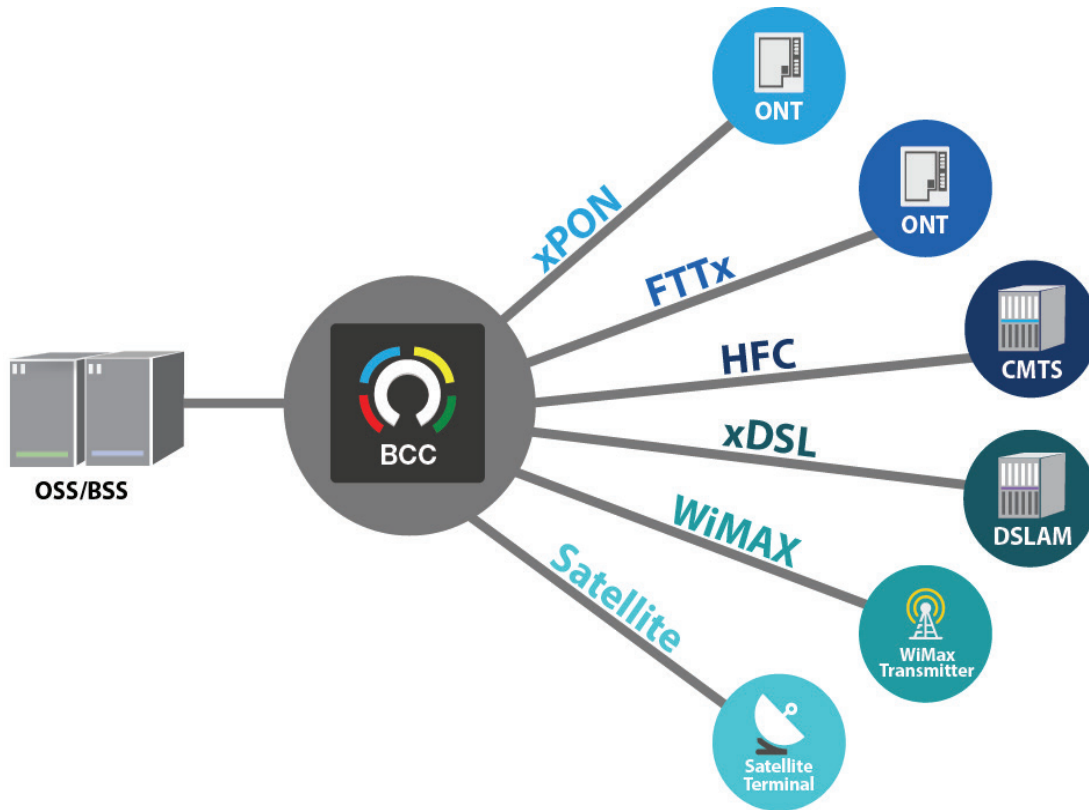 ONT
xPON
ONT
FTTx
HFC
CMTS
OSS/BSS
BCC
xDSL
DSLAM
WiMAX
WiMax
Transmitter
Satellite
Satellite
Terminal